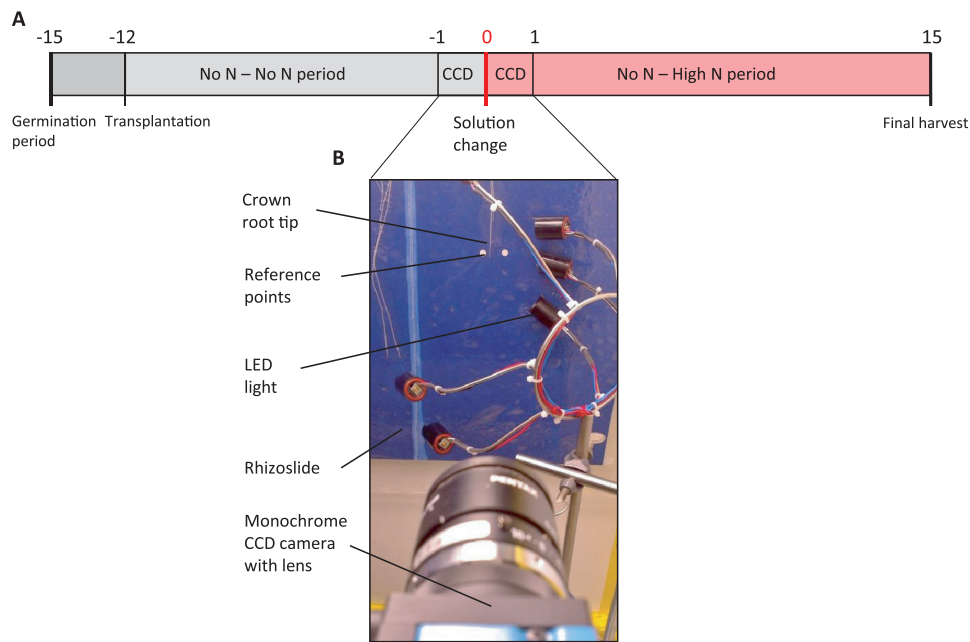 A
-15
-12
-1
0
1
15
No N – No N period
CCD
CCD
No N – High N period
Germination
period
Transplantation
Solution
change
Final harvest
B
Crown
root tip
Reference
points
LED
light
Rhizoslide
Monochrome
CCD camera
with lens
PENTAX